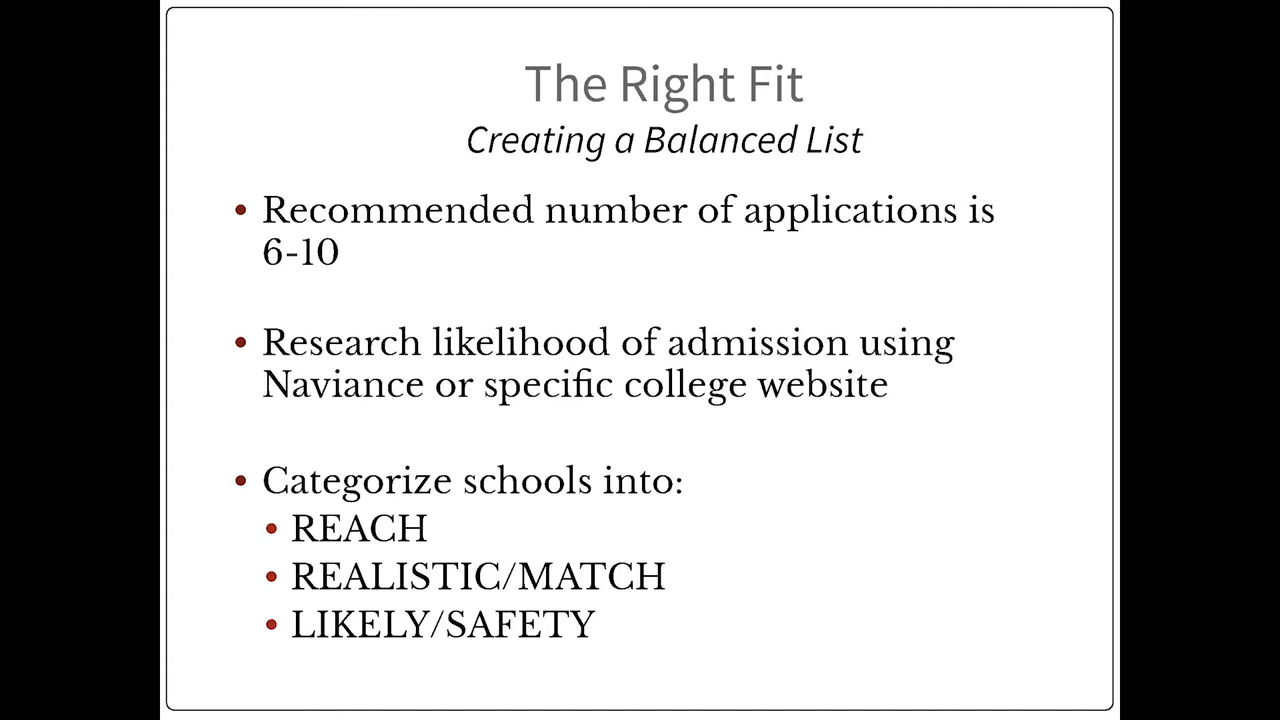 The Right Fit
Creating a Balanced List
• Recommended number of applications is
6-10
• Research likelihood of admission using
Naviance or specific college website
• Categorize schools into:
• REACH
• REALISTIC/MATCH
• LIKELY/SAFETY